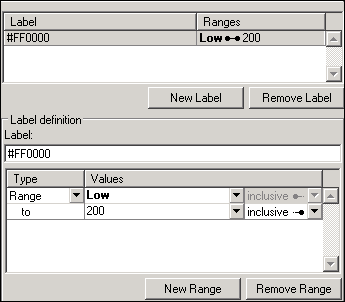 Label Ranges
#FF0000 Low 200
New Label Remove Label
Label definition
Label:
#FF0000
Type Values
Range Low inclusive
to 200 inclusive
New Range Remove Range